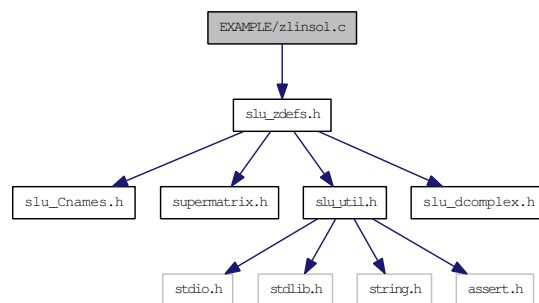 EXAMPLE/zlinsol.c
slu_zdefs.h
slu_Cnames.h
supermatrix.h
slu_util.h
slu_dcomplex.h
stdio.h
stdlib.h
string.h
assert.h